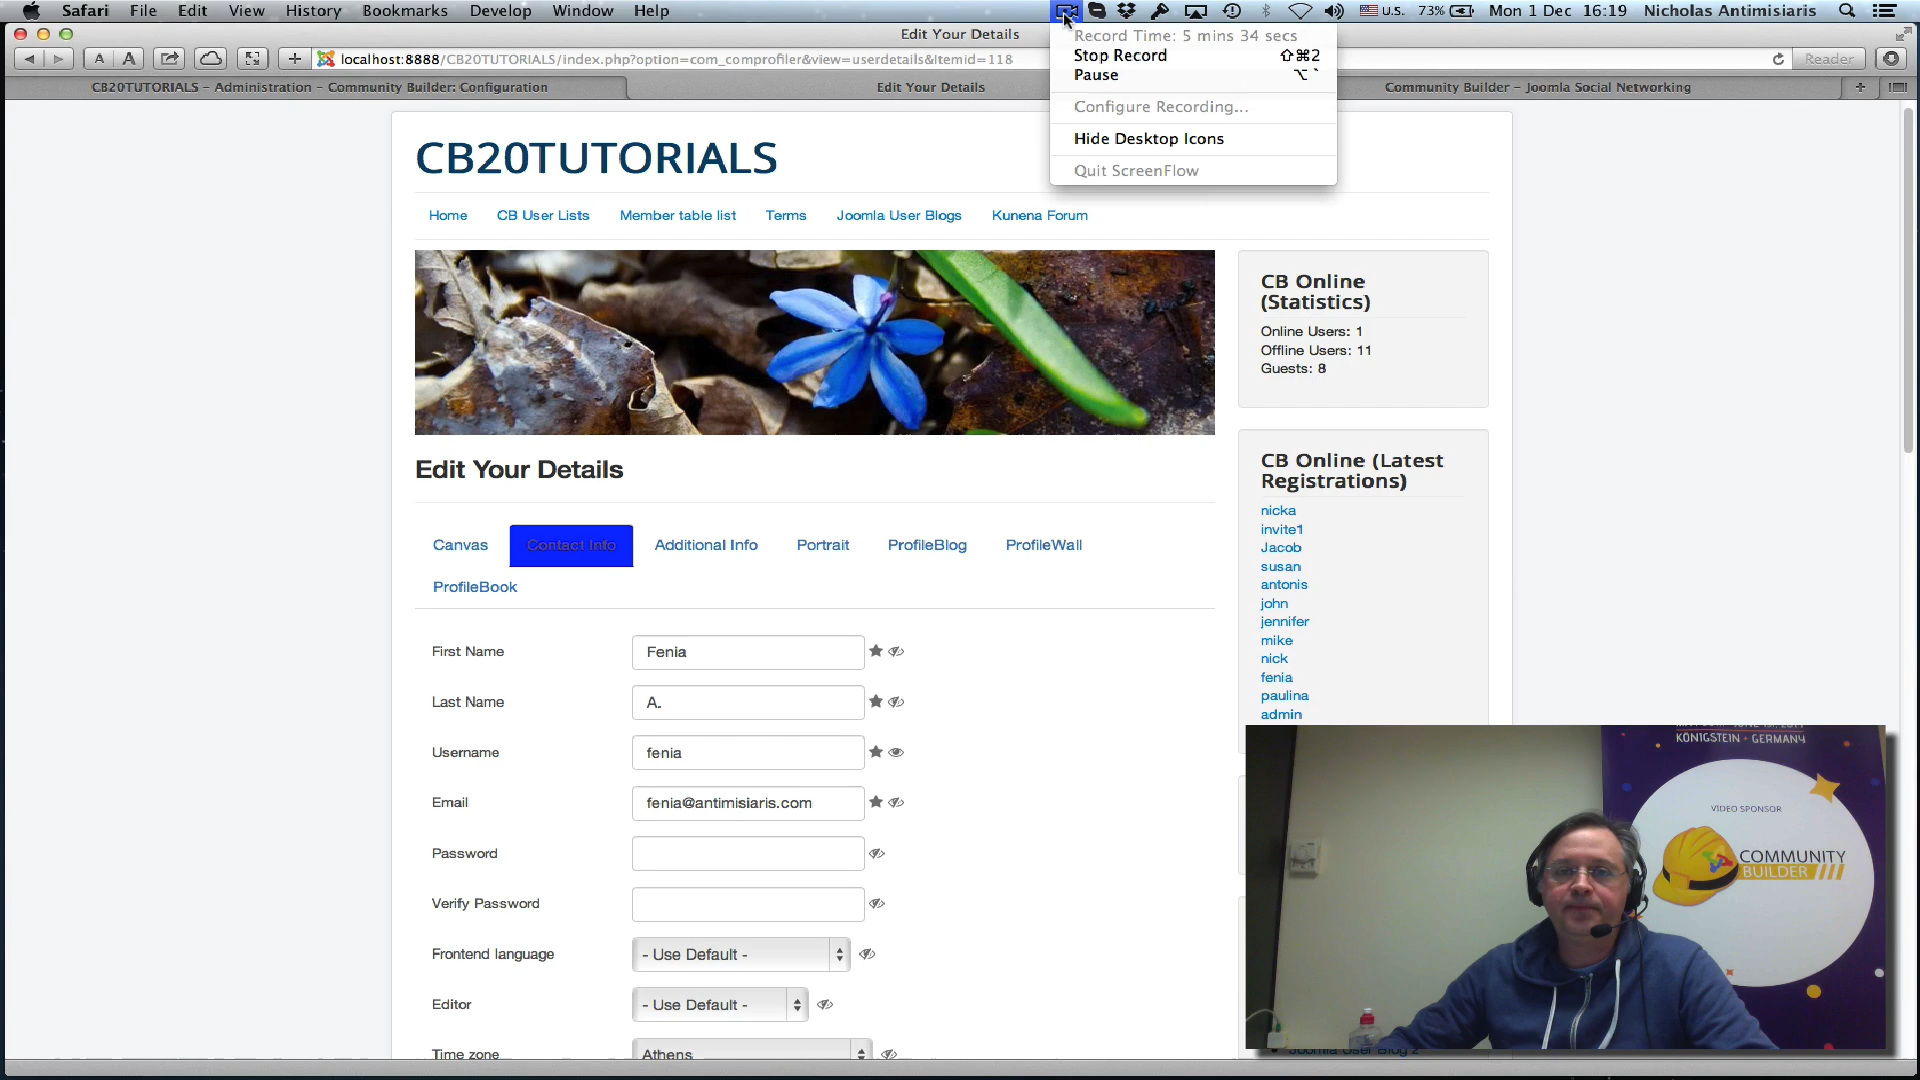 Safari File Edit View History Bookmarks Develop Window Help U.S. 73% Mon 1 Dec 16:19 Nicholas Antimisiaris
Edit Your Details
A A + localhost:8888/CB20TUTORIALS/index.php?option=com_comprofiler&view=userdetails&Itemid=118 Reader
CB20TUTORIALS – Administration – Community Builder: Configuration Edit Your Details Community Builder – Joomla Social Networking +
Record Time: 5 mins 34 secs
Stop Record ⇧⌘2
Pause ⌥`
Configure Recording...
Hide Desktop Icons
Quit ScreenFlow
CB20TUTORIALS
Home CB User Lists Member table list Terms Joomla User Blogs Kunena Forum
Edit Your Details
Canvas Contact Info Additional Info Portrait ProfileBlog ProfileWall
ProfileBook
First Name Fenia
Last Name A.
Username fenia
Email fenia@antimisiaris.com
Password
Verify Password
Frontend language - Use Default -
Editor - Use Default -
Time zone Athens
CB Online
(Statistics)
Online Users: 1
Offline Users: 11
Guests: 8
CB Online (Latest
Registrations)
nicka
invite1
Jacob
susan
antonis
john
jennifer
mike
nick
fenia
paulina
admin
KÖNIGSTEIN - GERMANY
VIDEO SPONSOR
COMMUNITY
BUILDER
Joomla User Blog 2